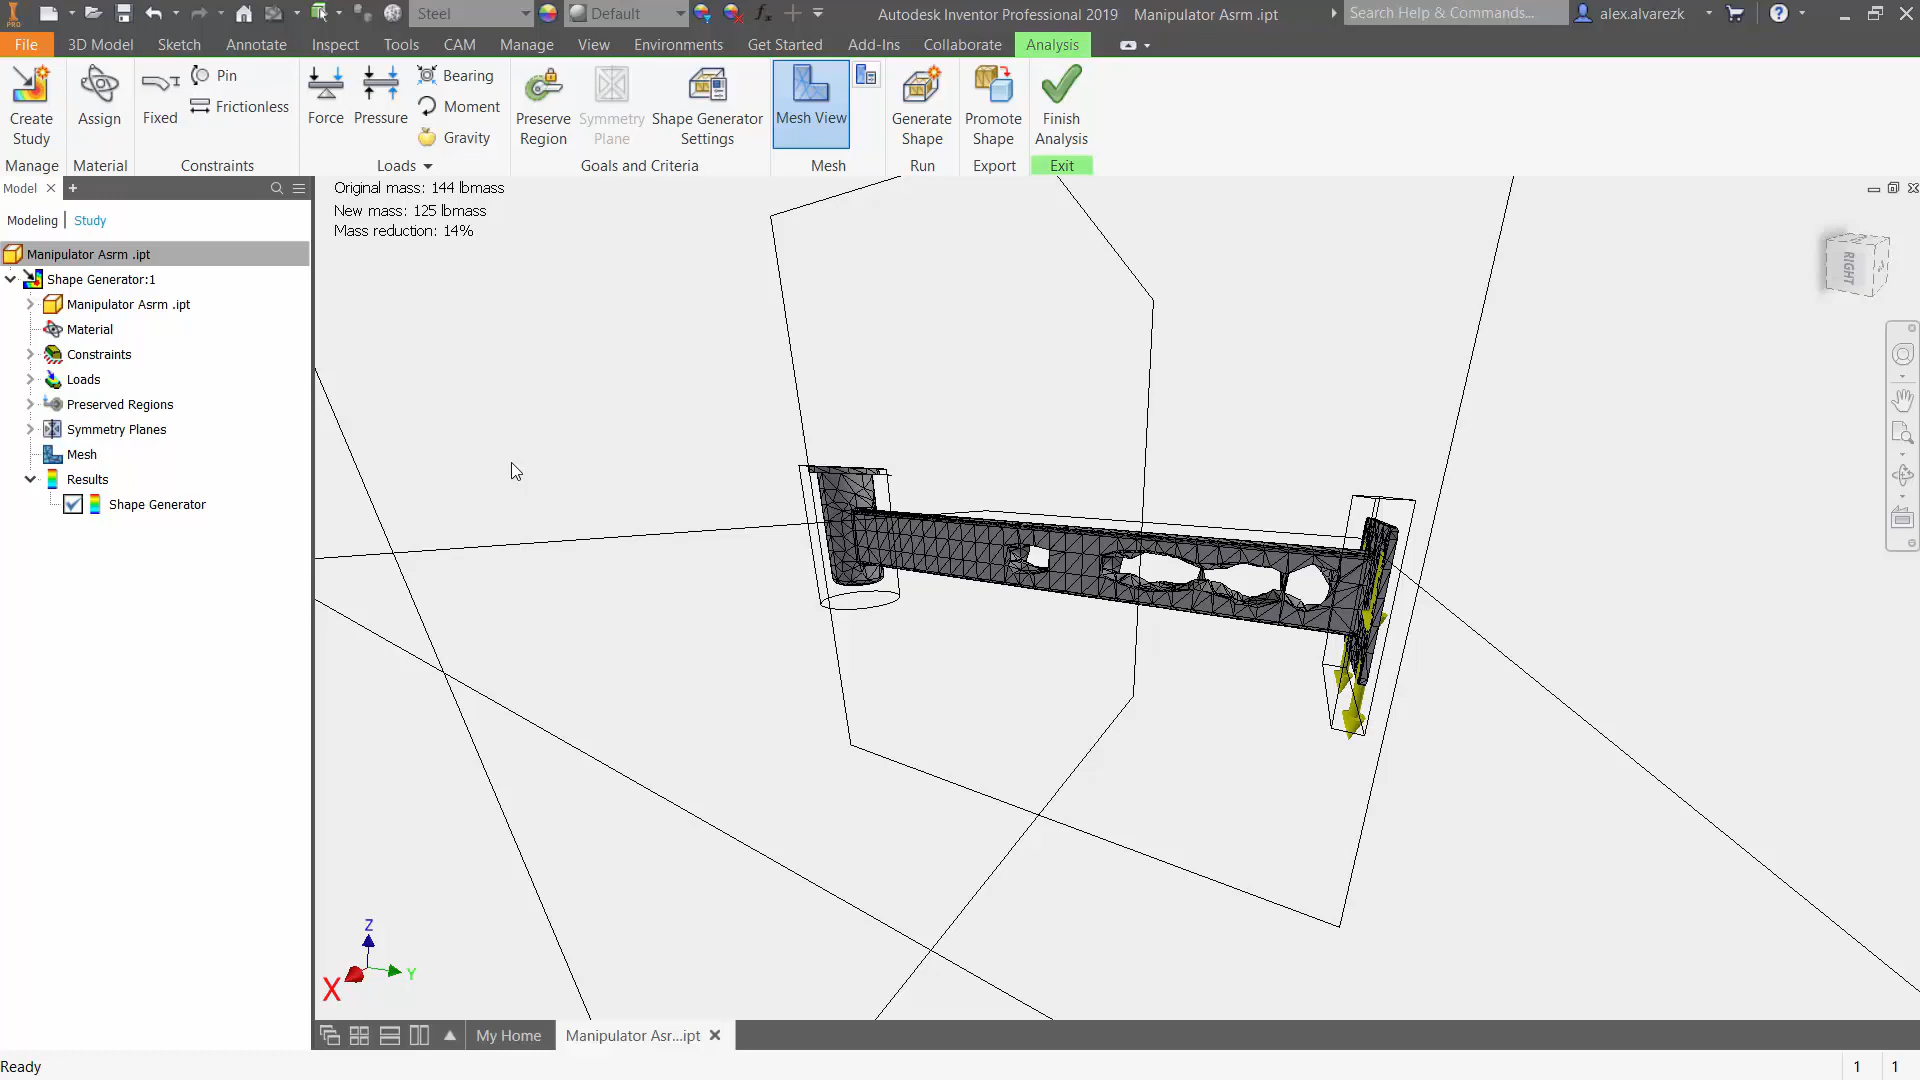 PRO
Steel
Default
fx
Autodesk Inventor Professional 2019 Manipulator Asrm .ipt
Search Help & Commands...
alex.alvarezk
File 3D Model Sketch Annotate Inspect Tools CAM Manage View Environments Get Started Add-Ins Collaborate Analysis
Create Study
Assign
Fixed
Pin
Frictionless
Force
Pressure
Bearing
Moment
Gravity
Preserve Region
Symmetry Plane
Shape Generator Settings
Mesh View
Generate Shape
Promote Shape
Finish Analysis
Manage Material Constraints Loads Goals and Criteria Mesh Run Export Exit
Model
Modeling Study
Manipulator Asrm .ipt
Shape Generator:1
Manipulator Asrm .ipt
Material
Constraints
Loads
Preserved Regions
Symmetry Planes
Mesh
Results
Shape Generator
Original mass: 144 lbmass
New mass: 125 lbmass
Mass reduction: 14%
RIGHT
Z
Y
X
My Home
Manipulator Asr...ipt
Ready
1 1